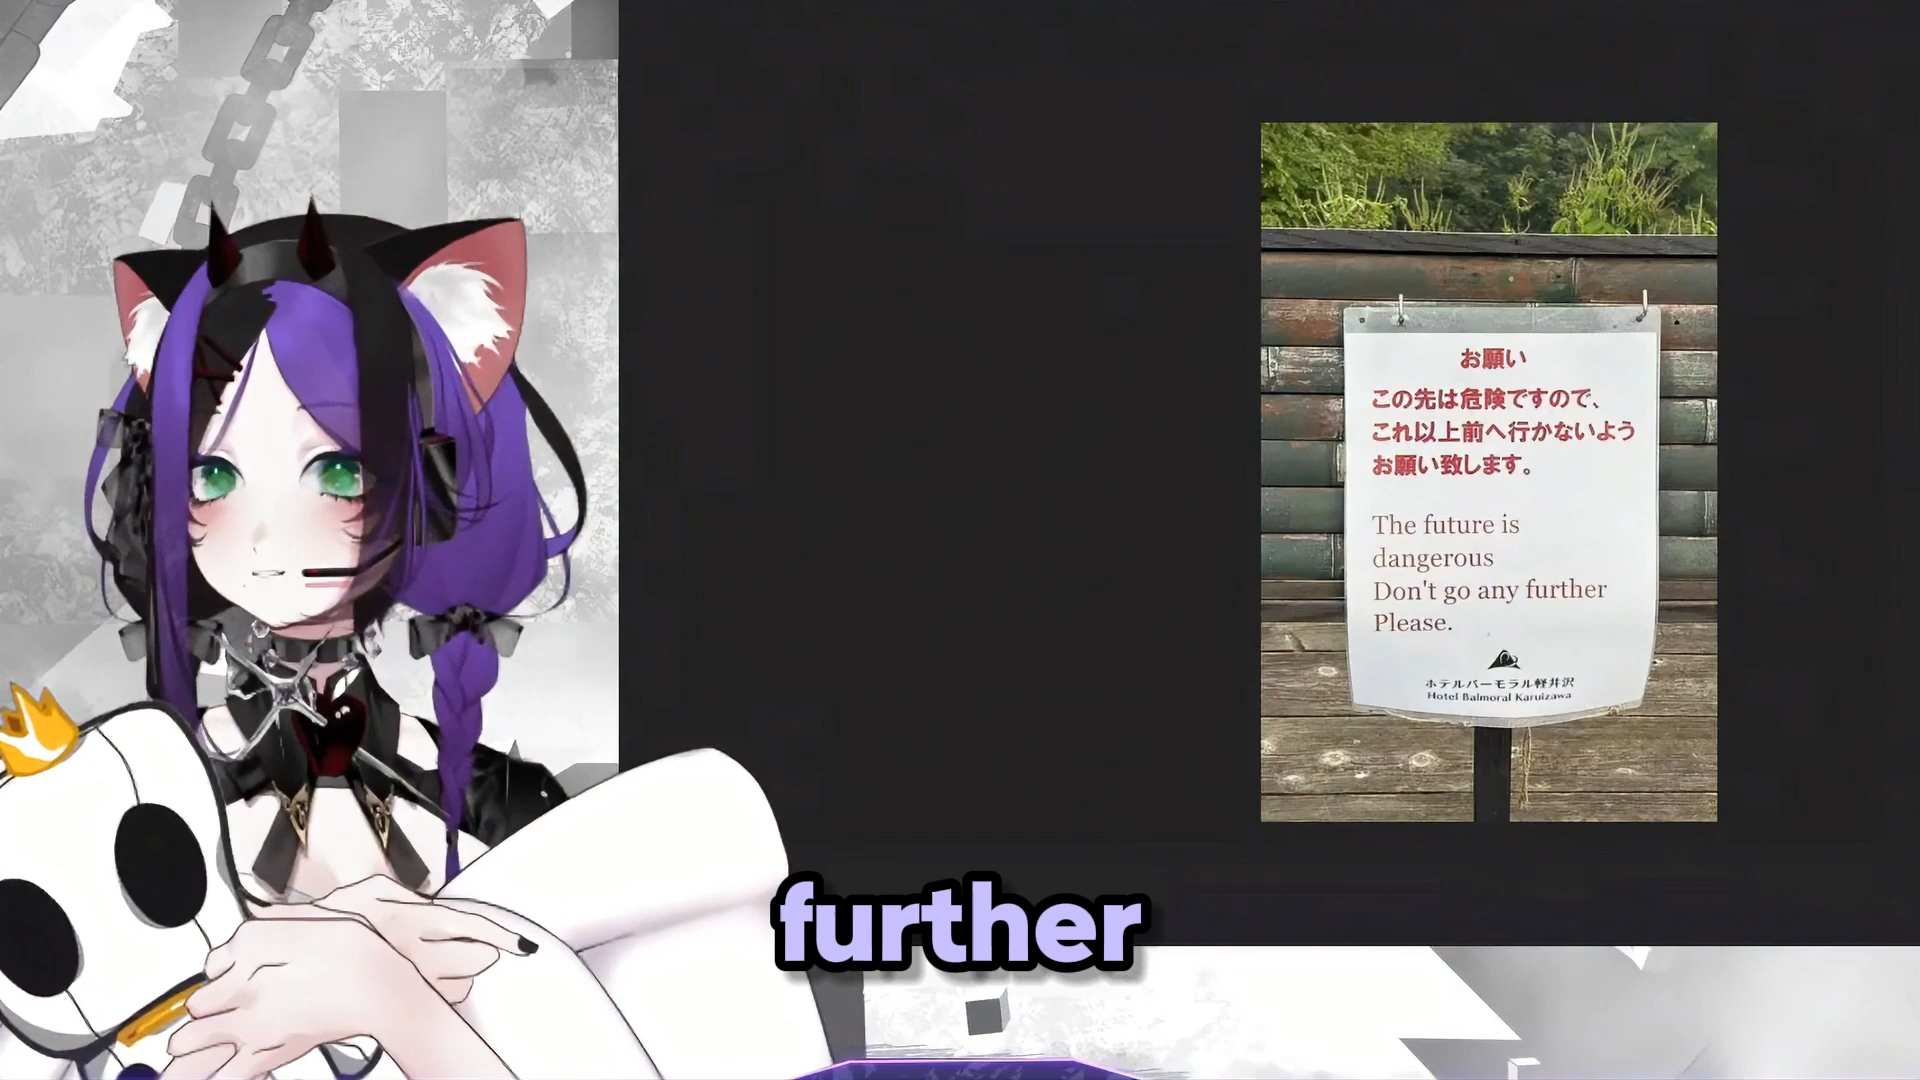 お願い
この先は危険ですので、
これ以上前へ行かないよう
お願い致します。
The future is
dangerous
Don't go any further
Please.
ホテルバーモラル軽井沢
Hotel Balmoral Karuizawa
further